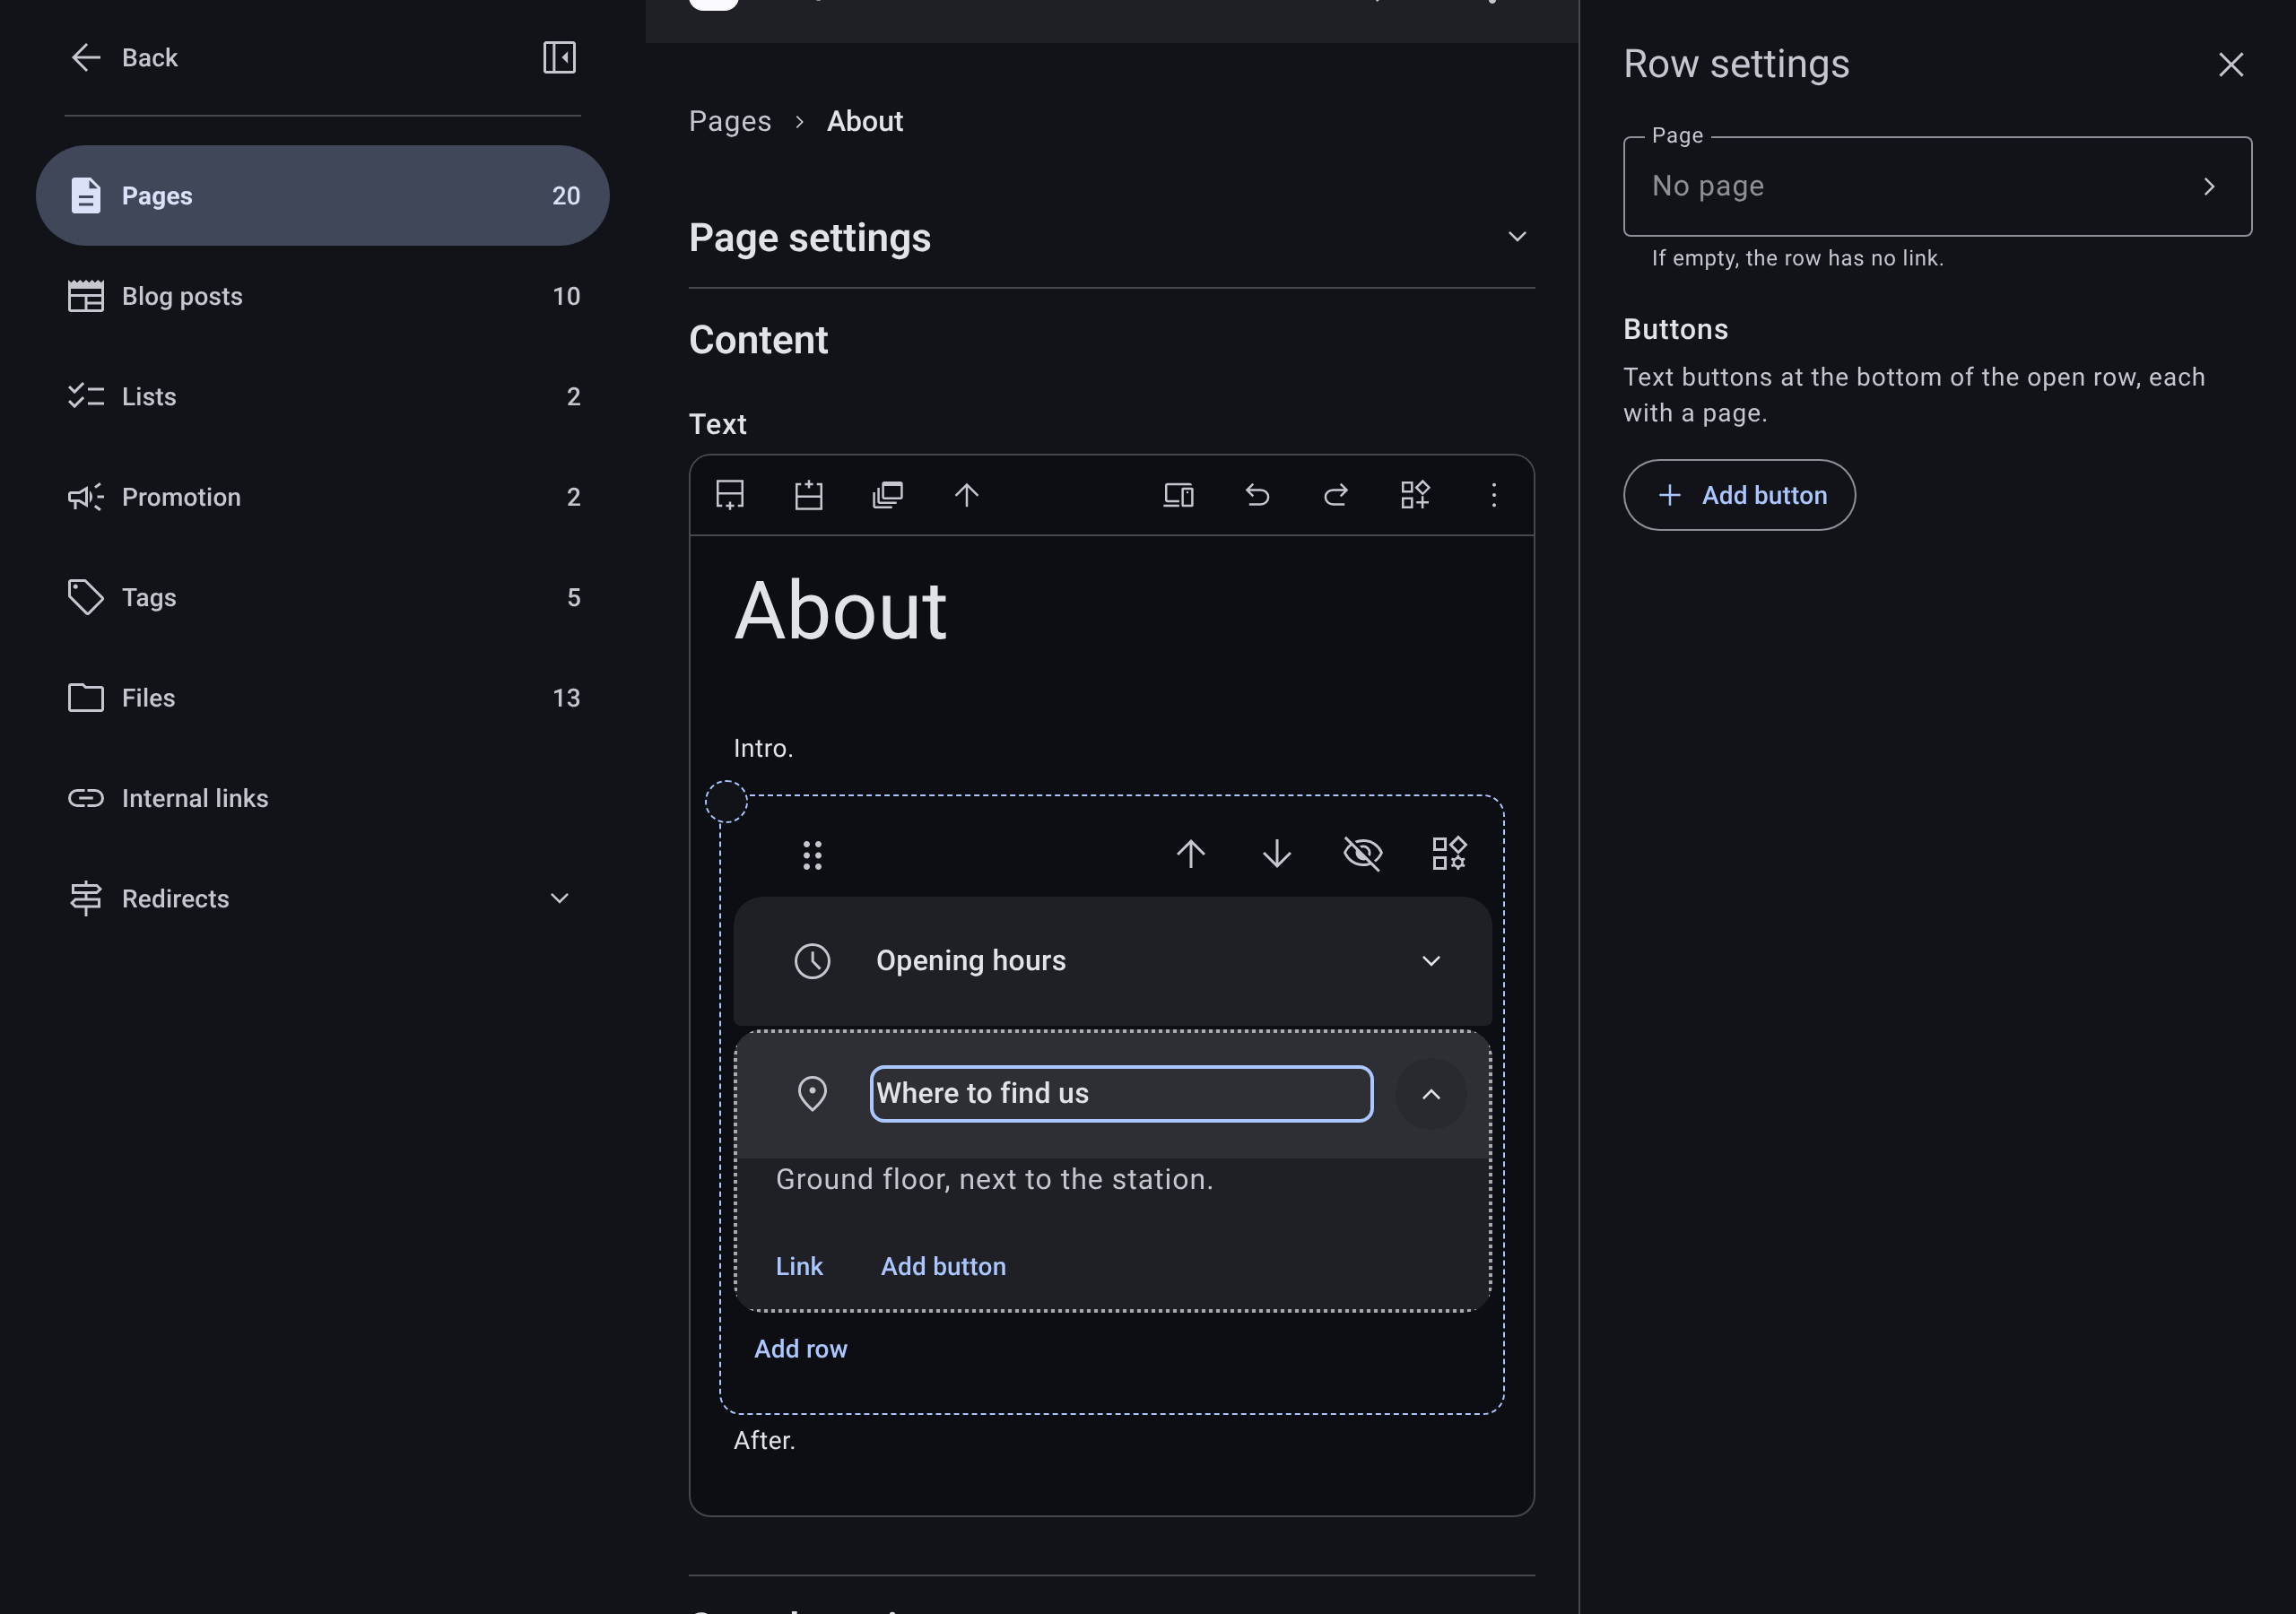 Back
Pages 20
Blog posts 10
Lists 2
Promotion 2
Tags 5
Files 13
Internal links
Redirects
Pages › About
Page settings
Content
Text
About
Intro.
Opening hours
Where to find us
Ground floor, next to the station.
Link Add button
Add row
After.
Row settings
Page
No page
If empty, the row has no link.
Buttons
Text buttons at the bottom of the open row, each
with a page.
Add button